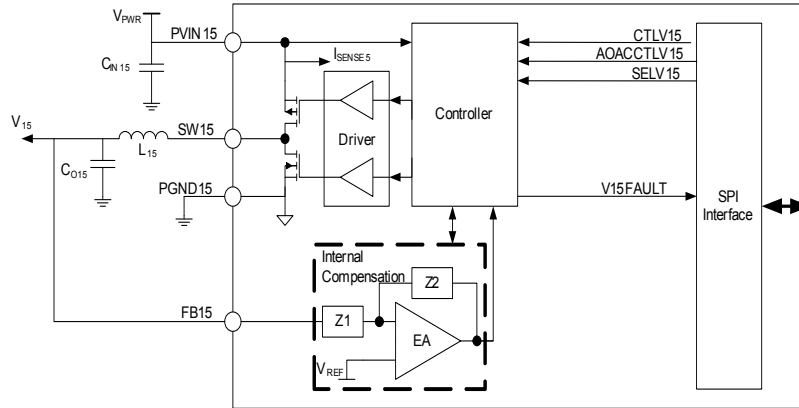 VPWR
PVIN15
CIN15
ISENSE5
CTLV15
AOACCTLV15
SELV15
Controller
V15
L15
SW15
Driver
CO15
PGND15
V15FAULT
SPI
Interface
Internal
Compensation
Z2
FB15
Z1
EA
VREF